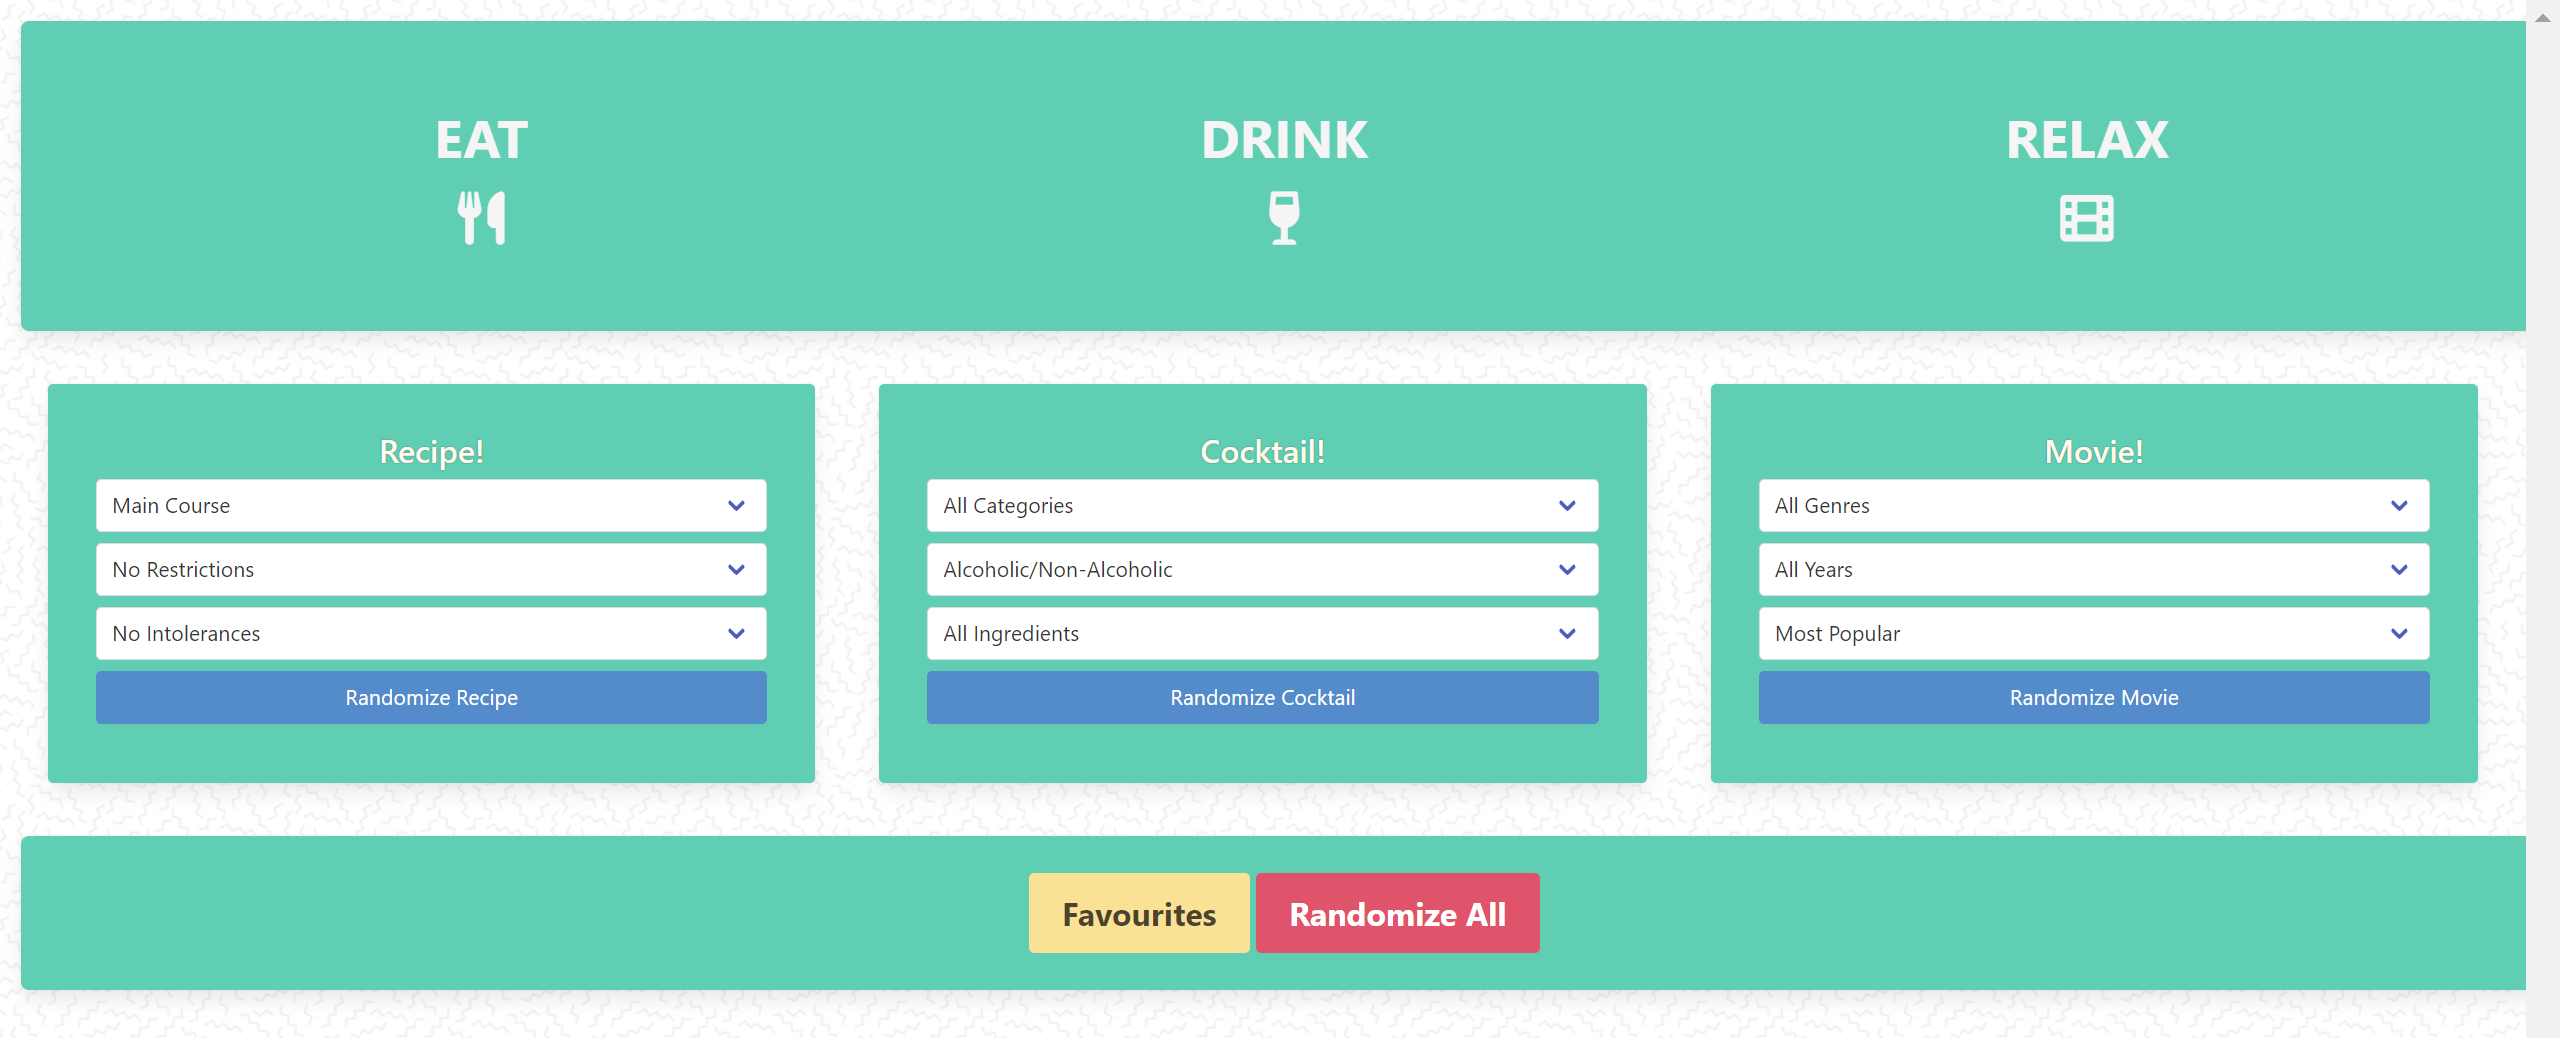 EAT
DRINK
RELAX
Recipe!
Main Course
No Restrictions
No Intolerances
Randomize Recipe
Cocktail!
All Categories
Alcoholic/Non-Alcoholic
All Ingredients
Randomize Cocktail
Movie!
All Genres
All Years
Most Popular
Randomize Movie
Favourites
Randomize All